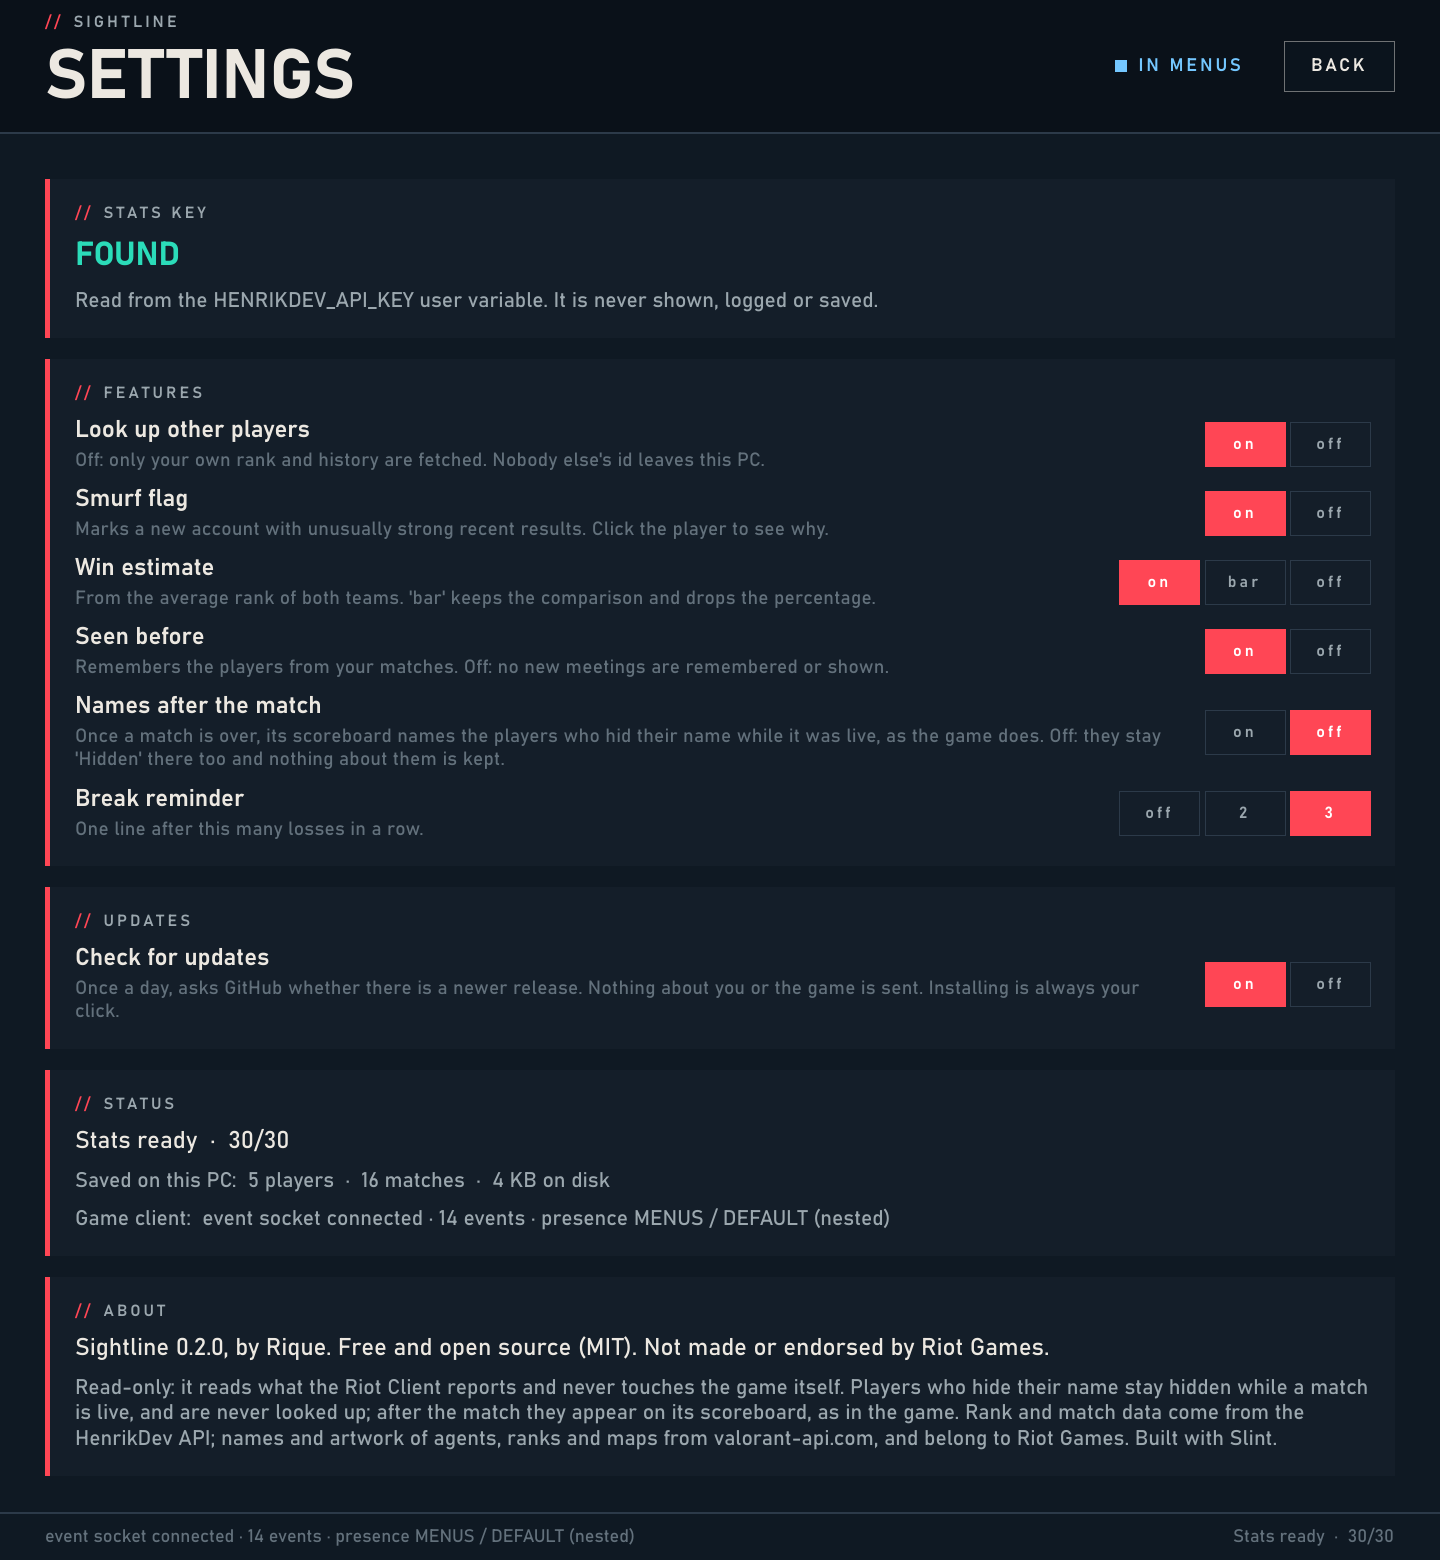 // SIGHTLINE
SETTINGS
IN MENUS
BACK
// STATS KEY
FOUND
Read from the HENRIKDEV_API_KEY user variable. It is never shown, logged or saved.
// FEATURES
Look up other players
Off: only your own rank and history are fetched. Nobody else's id leaves this PC.
on off
Smurf flag
Marks a new account with unusually strong recent results. Click the player to see why.
on off
Win estimate
From the average rank of both teams. 'bar' keeps the comparison and drops the percentage.
on bar off
Seen before
Remembers the players from your matches. Off: no new meetings are remembered or shown.
on off
Names after the match
Once a match is over, its scoreboard names the players who hid their name while it was live, as the game does. Off: they stay
'Hidden' there too and nothing about them is kept.
on off
Break reminder
One line after this many losses in a row.
off 2 3
// UPDATES
Check for updates
Once a day, asks GitHub whether there is a newer release. Nothing about you or the game is sent. Installing is always your
click.
on off
// STATUS
Stats ready · 30/30
Saved on this PC: 5 players · 16 matches · 4 KB on disk
Game client: event socket connected · 14 events · presence MENUS / DEFAULT (nested)
// ABOUT
Sightline 0.2.0, by Rique. Free and open source (MIT). Not made or endorsed by Riot Games.
Read-only: it reads what the Riot Client reports and never touches the game itself. Players who hide their name stay hidden while a match
is live, and are never looked up; after the match they appear on its scoreboard, as in the game. Rank and match data come from the
HenrikDev API; names and artwork of agents, ranks and maps from valorant-api.com, and belong to Riot Games. Built with Slint.
event socket connected · 14 events · presence MENUS / DEFAULT (nested)
Stats ready · 30/30